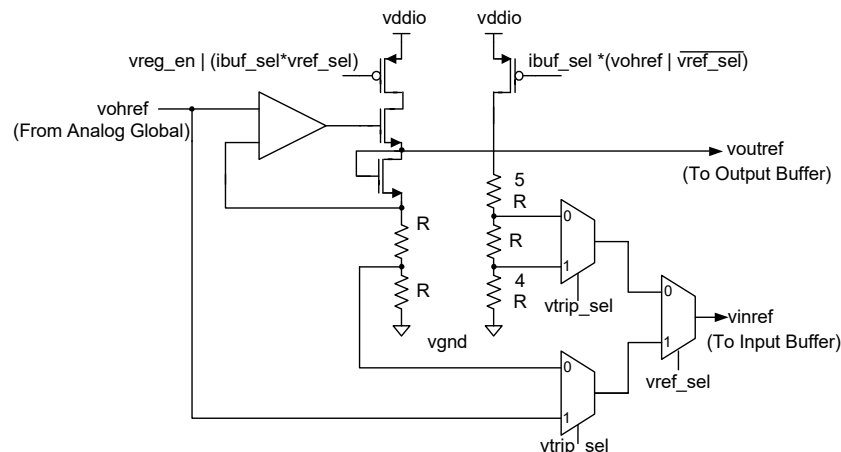 vddio
vddio
vreg_en | (ibuf_sel*vref_sel)
ibuf_sel *(vohref | vref_sel)
vohref
(From Analog Global)
voutref
(To Output Buffer)
5
R
0
R
R
1
0
R
4
R
vtrip_sel
vinref
(To Input Buffer)
1
vgnd
0
vref_sel
1
vtrip_sel